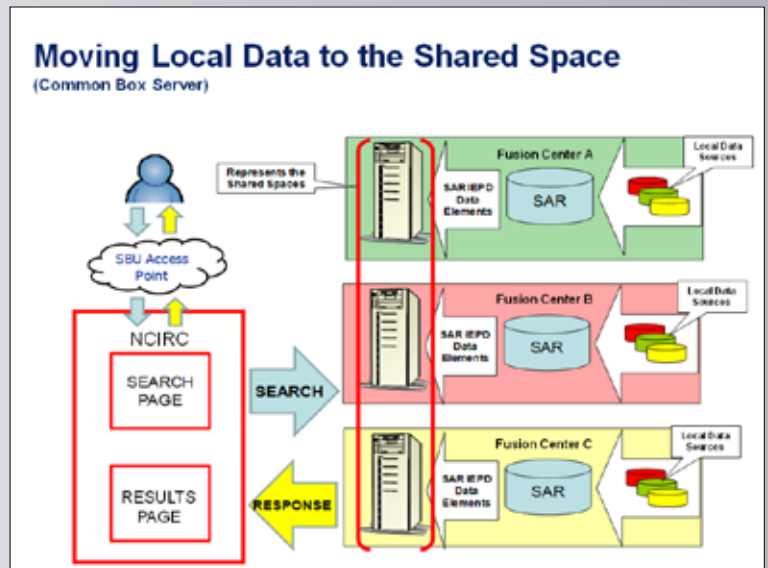 Moving Local Data to the Shared Space
(Common Box Server)
Represents the
Shared Spaces
SBU Access
Point
NCIRC
SEARCH
PAGE
RESULTS
PAGE
SEARCH
RESPONSE
Fusion Center A
SAR IEPD
Data
Elements
SAR
Local Data
Sources
Fusion Center B
SAR IEPD
Data
Elements
SAR
Local Data
Sources
Fusion Center C
SAR IEPD
Data
Elements
SAR
Local Data
Sources